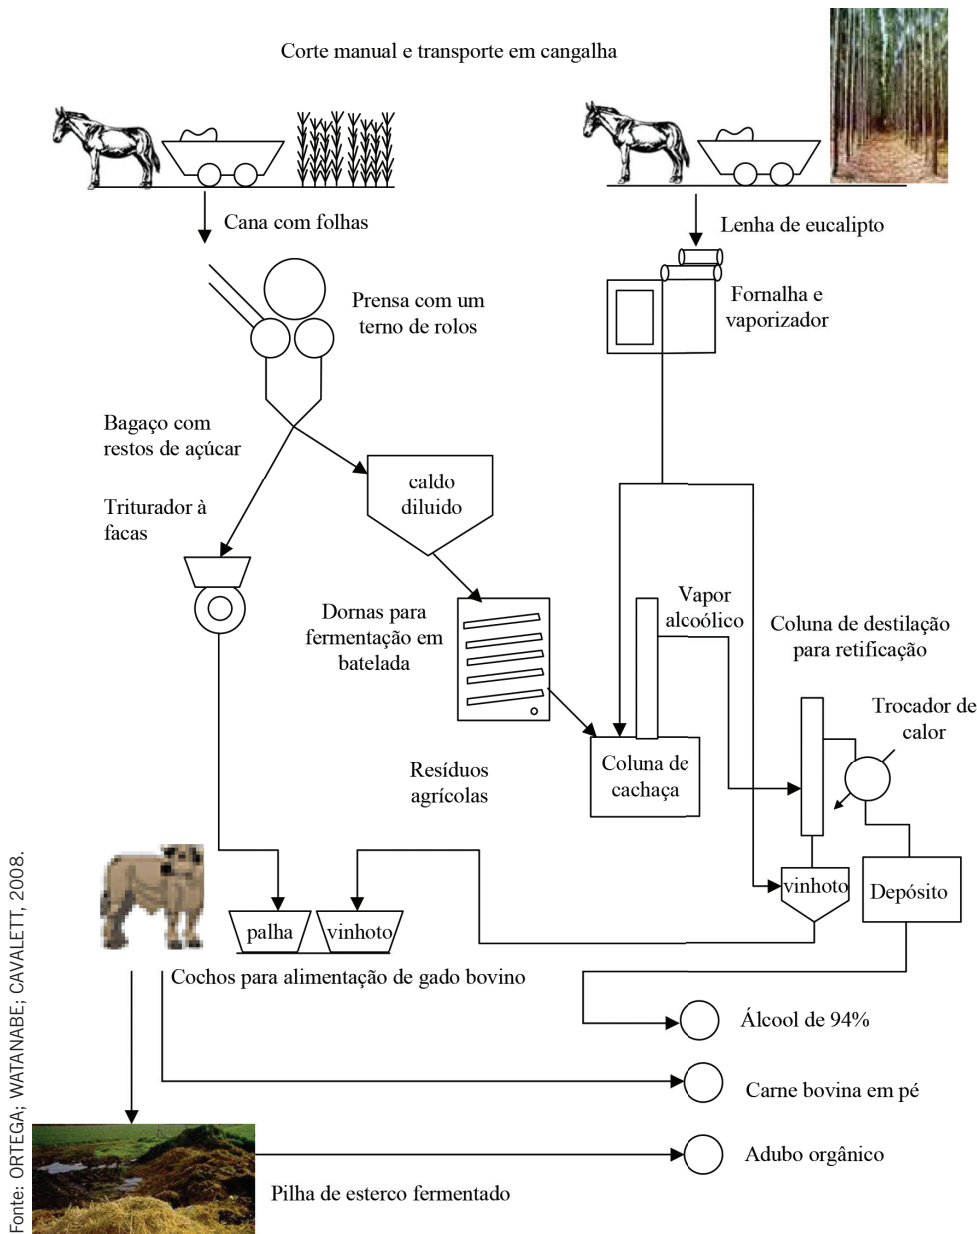 Corte manual e transporte em cangalha
Cana com folhas
Lenha de eucalipto
Prensa com um
terno de rolos
Fornalha e
vaporizador
Bagaço com
restos de açúcar
caldo
diluido
Triturador à
facas
Dornas para
fermentação em
batelada
Vapor
alcoólico
Coluna de destilação
para retificação
Trocador de
calor
Coluna de
cachaça
Resíduos
agrícolas
vinhoto
Depósito
palha
vinhoto
Cochos para alimentação de gado bovino
Álcool de 94%
Carne bovina em pé
Adubo orgânico
Pilha de esterco fermentado
Fonte: ORTEGA; WATANABE; CAVALETT, 2008.